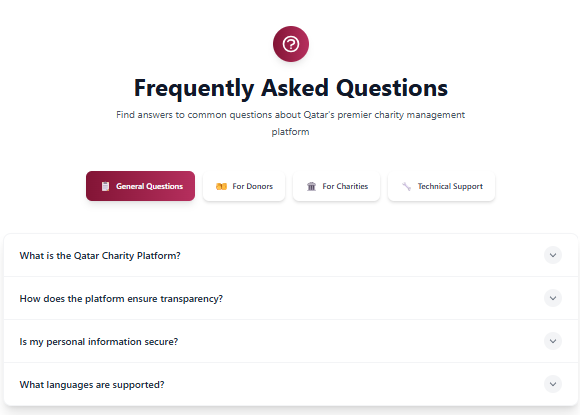 Frequently Asked Questions
Find answers to common questions about Qatar's premier charity management
platform
General Questions
For Donors
For Charities
Technical Support
What is the Qatar Charity Platform?
How does the platform ensure transparency?
Is my personal information secure?
What languages are supported?